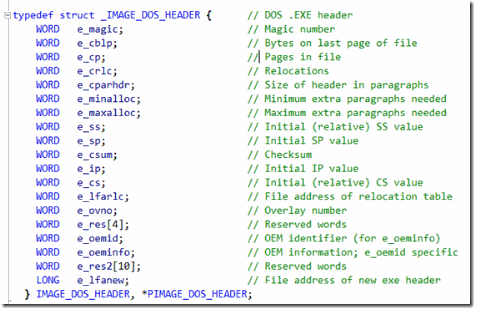 typedef struct _IMAGE_DOS_HEADER {      // DOS .EXE header
    WORD   e_magic;                     // Magic number
    WORD   e_cblp;                      // Bytes on last page of file
    WORD   e_cp;                        // Pages in file
    WORD   e_crlc;                      // Relocations
    WORD   e_cparhdr;                   // Size of header in paragraphs
    WORD   e_minalloc;                  // Minimum extra paragraphs needed
    WORD   e_maxalloc;                  // Maximum extra paragraphs needed
    WORD   e_ss;                        // Initial (relative) SS value
    WORD   e_sp;                        // Initial SP value
    WORD   e_csum;                      // Checksum
    WORD   e_ip;                        // Initial IP value
    WORD   e_cs;                        // Initial (relative) CS value
    WORD   e_lfarlc;                    // File address of relocation table
    WORD   e_ovno;                      // Overlay number
    WORD   e_res[4];                    // Reserved words
    WORD   e_oemid;                     // OEM identifier (for e_oeminfo)
    WORD   e_oeminfo;                   // OEM information; e_oemid specific
    WORD   e_res2[10];                  // Reserved words
    LONG   e_lfanew;                    // File address of new exe header
  } IMAGE_DOS_HEADER, *PIMAGE_DOS_HEADER;